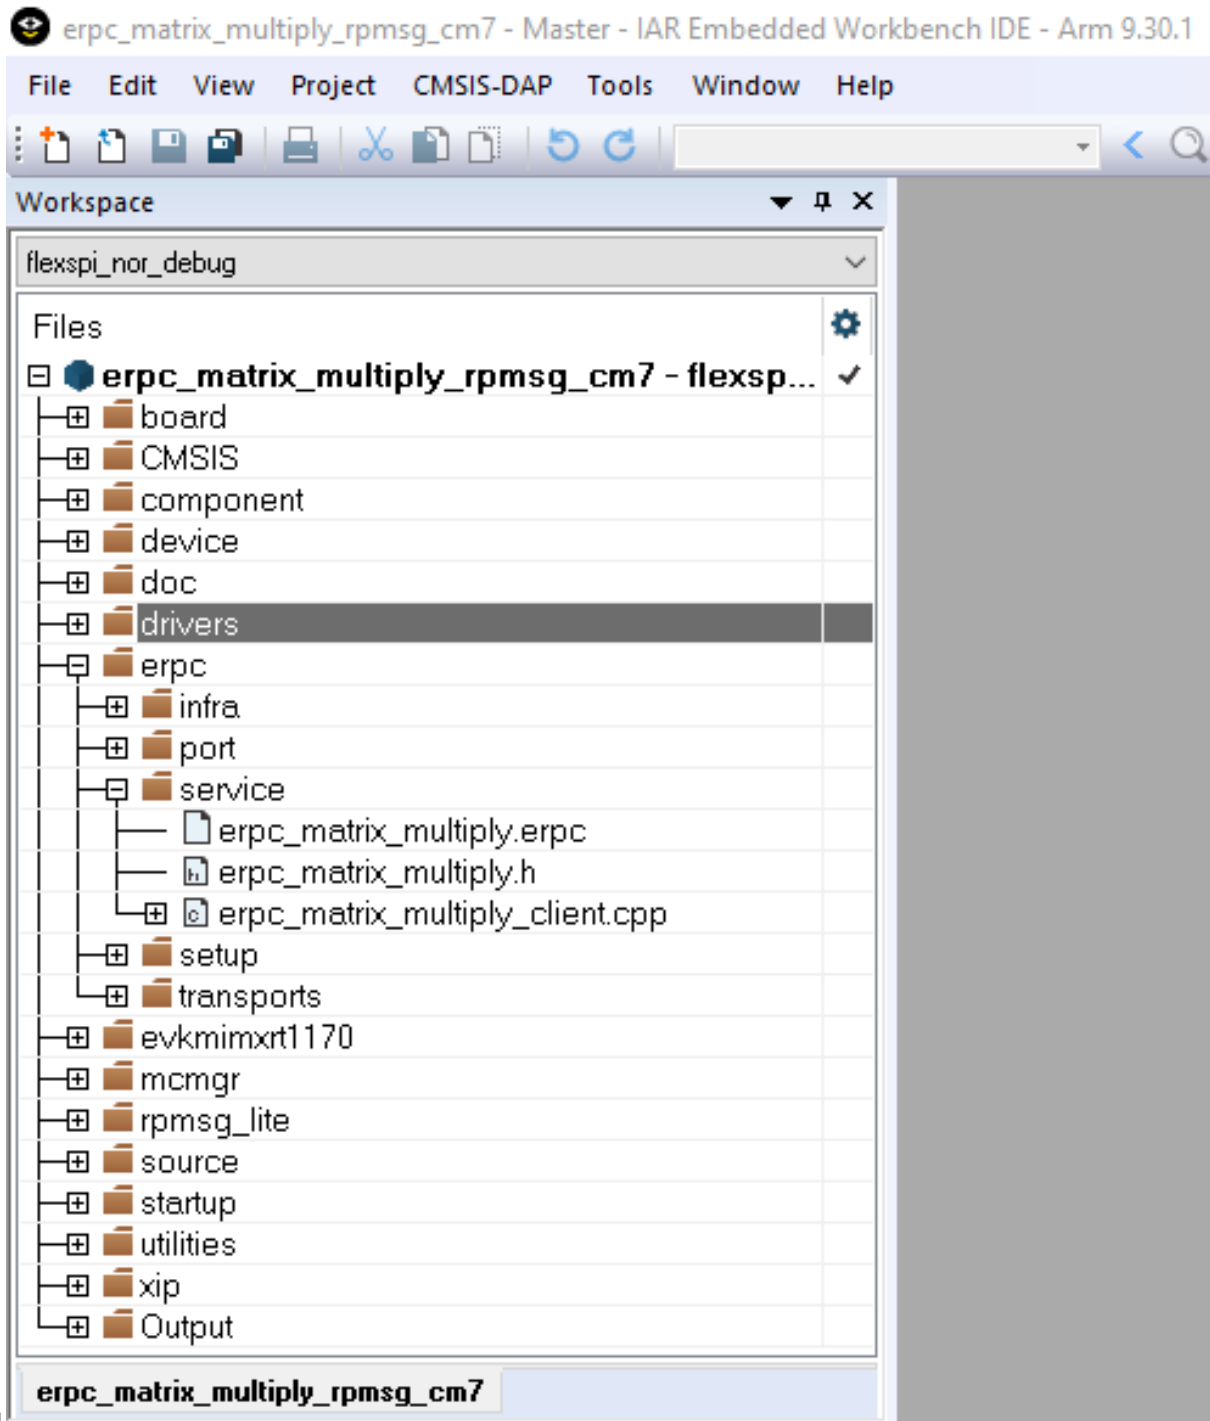 erpc_matrix_multiply_rpmsg_cm7 - Master - IAR Embedded Workbench IDE - Arm 9.30.1
File Edit View Project CMSIS-DAP Tools Window Help
Workspace
flexspi_nor_debug
Files
erpc_matrix_multiply_rpmsg_cm7 - flexsp...
board
CMSIS
component
device
doc
drivers
erpc
infra
port
service
erpc_matrix_multiply.erpc
erpc_matrix_multiply.h
erpc_matrix_multiply_client.cpp
setup
transports
evkmimxrt1170
mcmgr
rpmsg_lite
source
startup
utilities
xip
Output
erpc_matrix_multiply_rpmsg_cm7